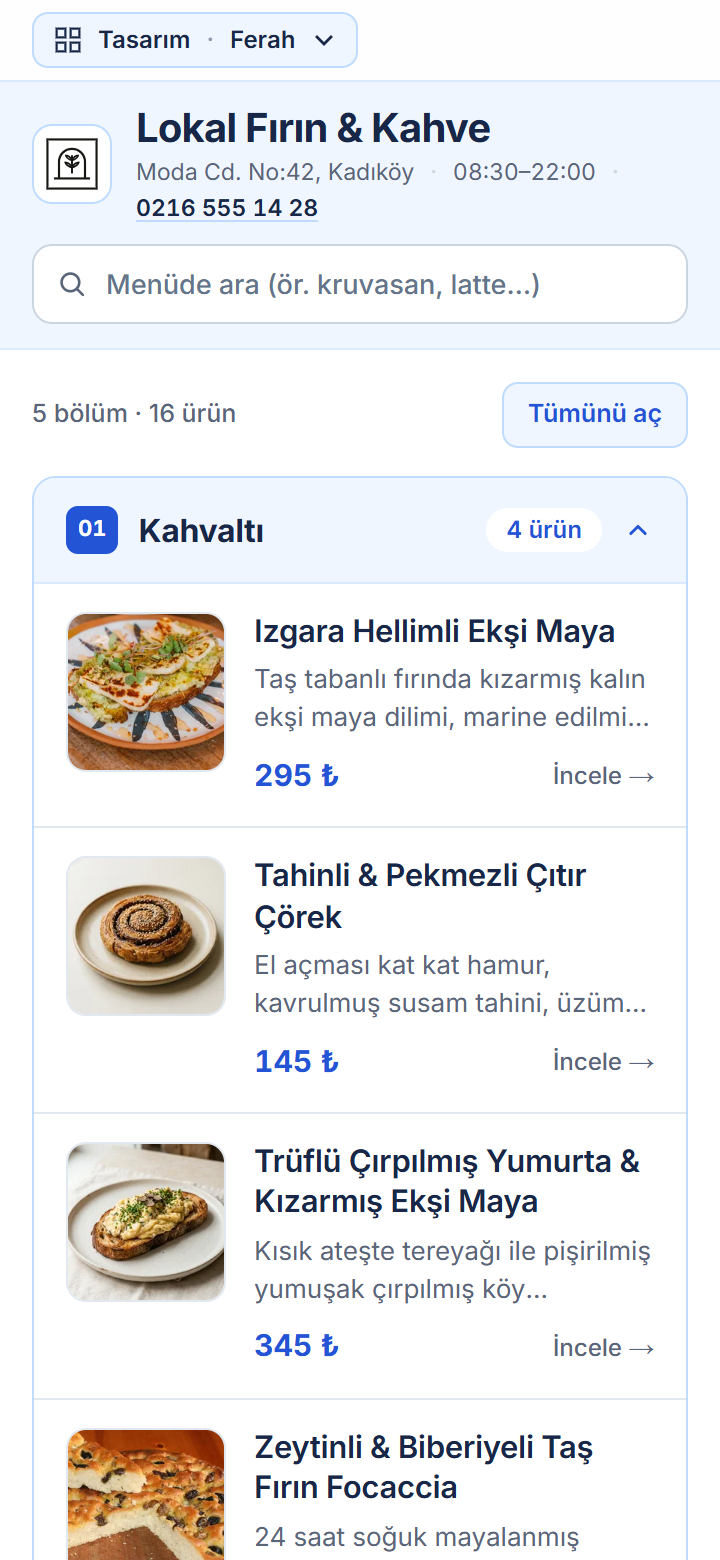 Tasarım · Ferah
Lokal Fırın & Kahve
Moda Cd. No:42, Kadıköy · 08:30–22:00 ·
0216 555 14 28
Menüde ara (ör. kruvasan, latte...)
5 bölüm · 16 ürün
Tümünü aç
01 Kahvaltı 4 ürün
Izgara Hellimli Ekşi Maya
Taş tabanlı fırında kızarmış kalın
ekşi maya dilimi, marine edilmi...
295 ₺ İncele →
Tahinli & Pekmezli Çıtır
Çörek
El açması kat kat hamur,
kavrulmuş susam tahini, üzüm...
145 ₺ İncele →
Trüflü Çırpılmış Yumurta &
Kızarmış Ekşi Maya
Kısık ateşte tereyağı ile pişirilmiş
yumuşak çırpılmış köy...
345 ₺ İncele →
Zeytinli & Biberiyeli Taş
Fırın Focaccia
24 saat soğuk mayalanmış